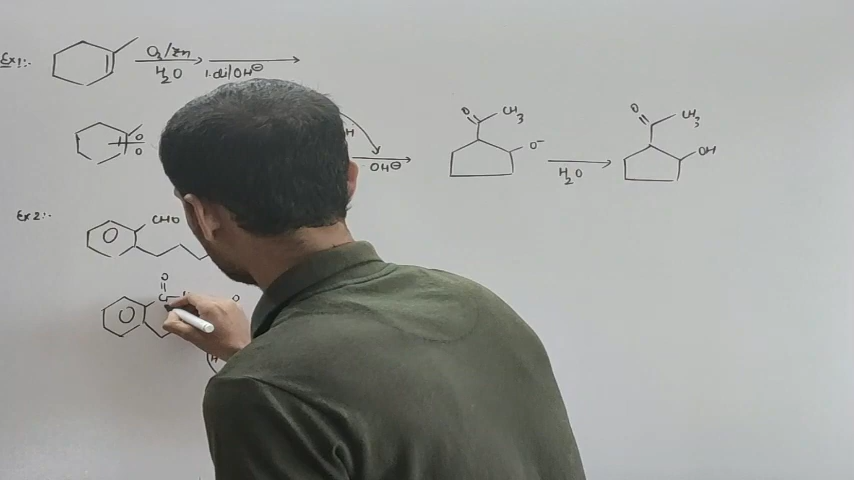 Ex1:-
O₃/Zn
H₂O
1.dil/OH⊖
O
O
H
OH⊖
O
CH₃
O⁻
H₂O
O
CH₃
OH
Ex2:-
CHO
O
C
O
H